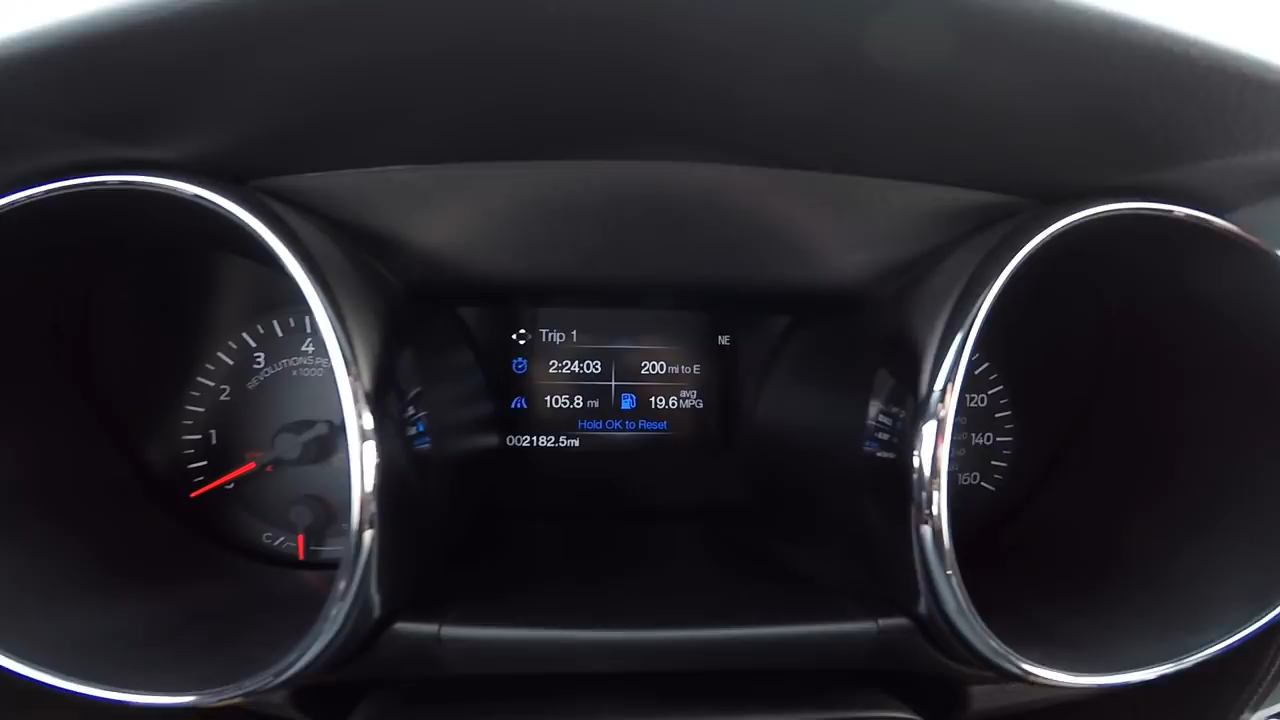 Trip 1
NE
2:24:03
200 mi to E
105.8 mi
19.6 avg MPG
Hold OK to Reset
002182.5mi
4
3
2
1
REVOLUTIONS PE
x1000
C
120
140
160